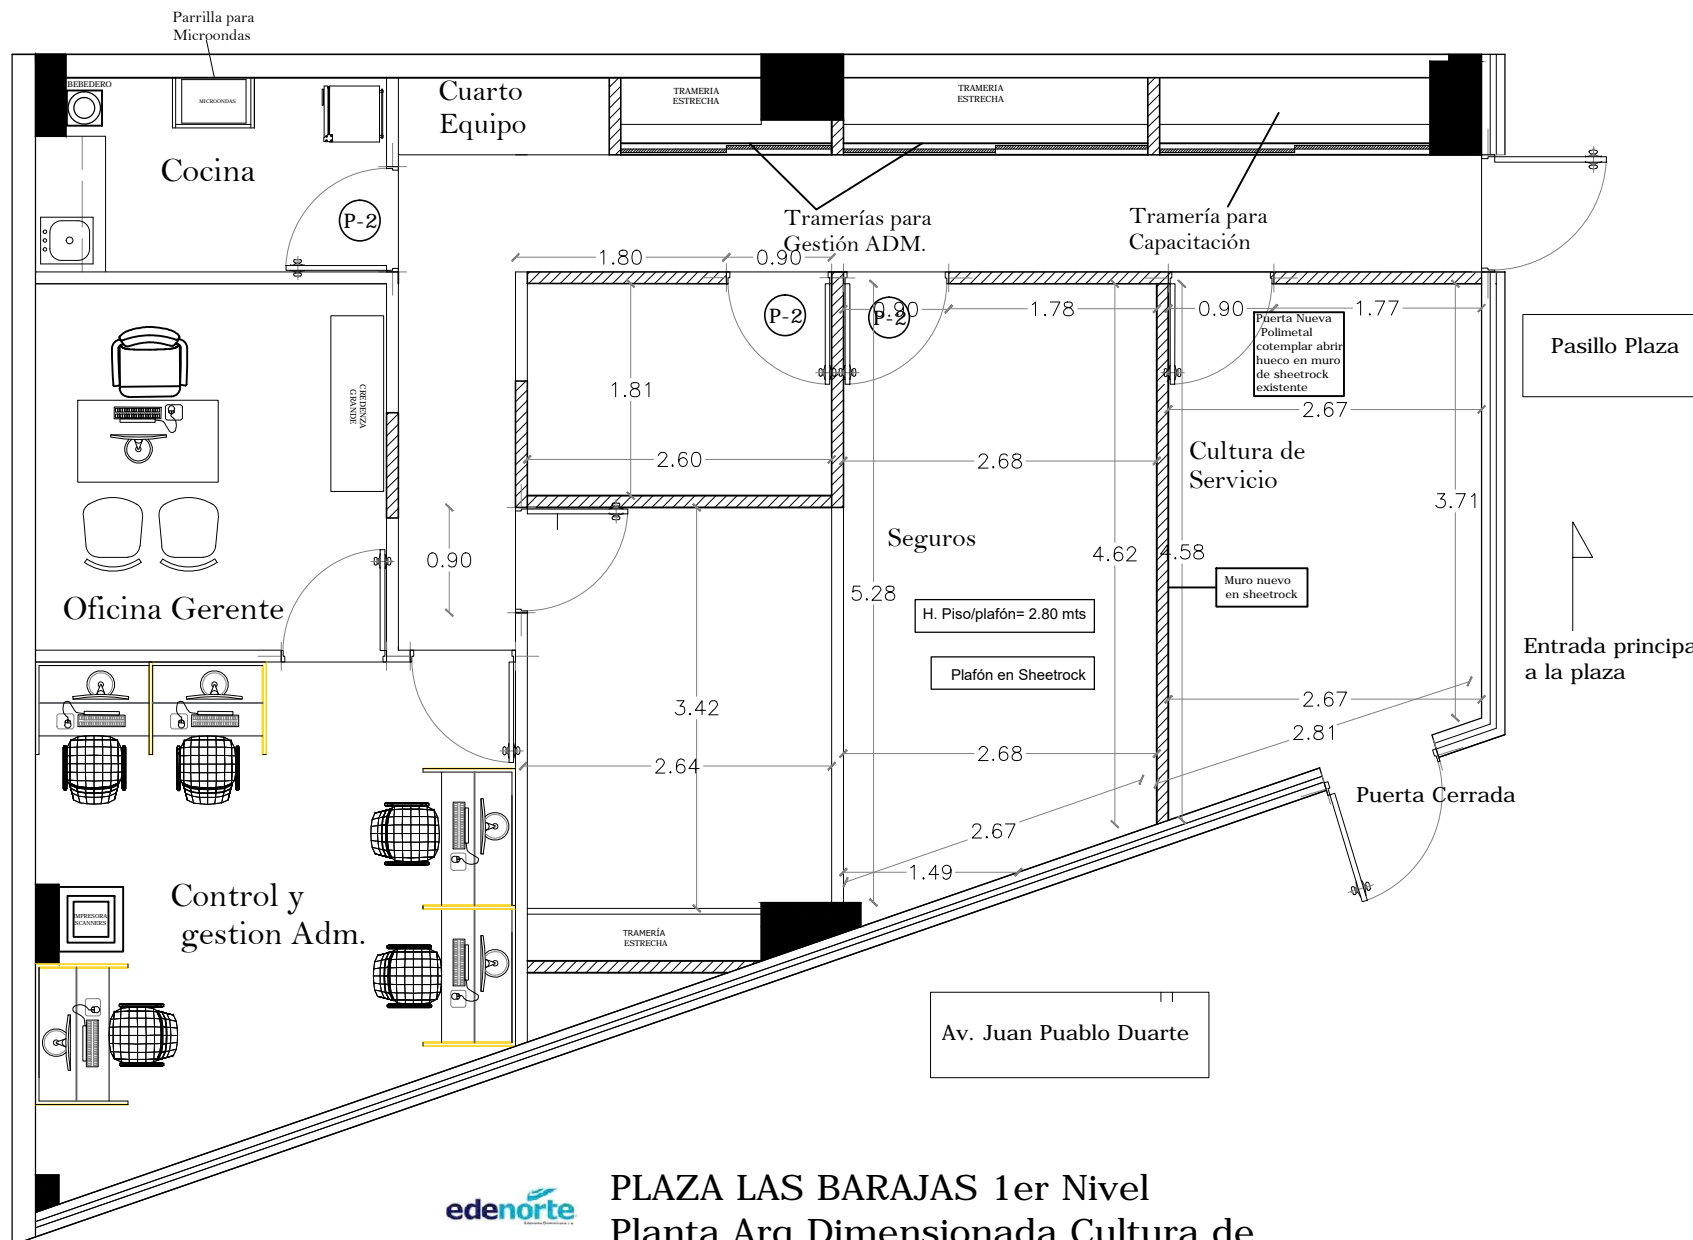 Parrilla para
Microondas
BEBEDERO
MICROONDAS
Cocina
P-2
Cuarto
Equipo
TRAMERIA
ESTRECHA
TRAMERIA
ESTRECHA
Tramerías para
Gestión ADM.
Tramería para
Capacitación
1.80
0.90
P-2
0.90
P-2
1.78
0.90
1.77
Puerta Nueva
Polimetal
cotemplar abrir
hueco en muro
de sheetrock
existente
Pasillo Plaza
CREDENZA
GRANDE
1.81
2.60
2.68
2.67
Cultura de
Servicio
3.71
Seguros
0.90
4.62
4.58
5.28
Muro nuevo
en sheetrock
Oficina Gerente
H. Piso/plafón= 2.80 mts
Plafón en Sheetrock
Entrada principa
a la plaza
3.42
2.67
2.81
2.64
2.68
Puerta Cerrada
2.67
1.49
Control y
gestion Adm.
IMPRESORA
SCANNERS
TRAMERÍA
ESTRECHA
Av. Juan Puablo Duarte
edenorte
PLAZA LAS BARAJAS 1er Nivel
Planta Arq Dimensionada Cultura de